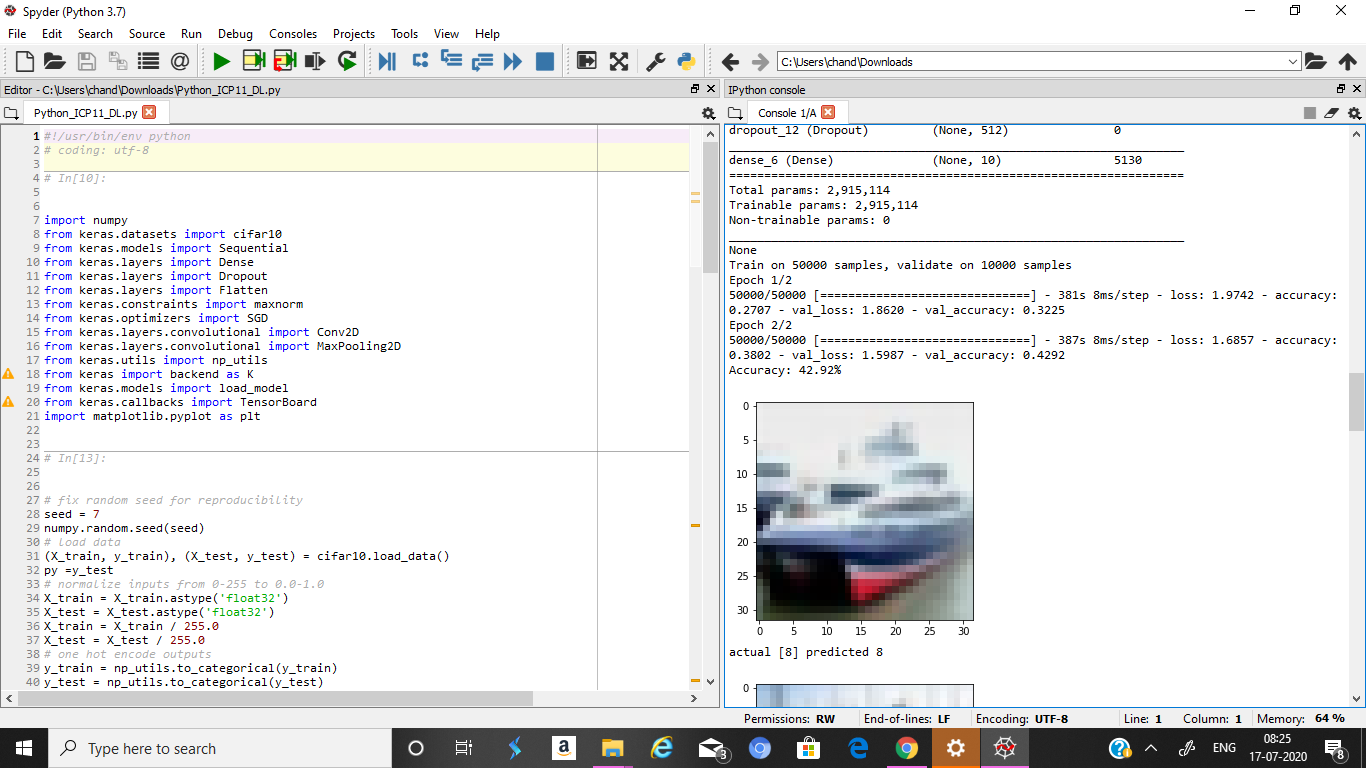 Spyder (Python 3.7)
File Edit Search Source Run Debug Consoles Projects Tools View Help
C:\Users\chand\Downloads
Editor - C:\Users\chand\Downloads\Python_ICP11_DL.py
Python_ICP11_DL.py
1 #!/usr/bin/env python
2 # coding: utf-8
3
4 # In[10]:
5
6
7 import numpy
8 from keras.datasets import cifar10
9 from keras.models import Sequential
10 from keras.layers import Dense
11 from keras.layers import Dropout
12 from keras.layers import Flatten
13 from keras.constraints import maxnorm
14 from keras.optimizers import SGD
15 from keras.layers.convolutional import Conv2D
16 from keras.layers.convolutional import MaxPooling2D
17 from keras.utils import np_utils
18 from keras import backend as K
19 from keras.models import load_model
20 from keras.callbacks import TensorBoard
21 import matplotlib.pyplot as plt
22
23
24 # In[13]:
25
26
27 # fix random seed for reproducibility
28 seed = 7
29 numpy.random.seed(seed)
30 # load data
31 (X_train, y_train), (X_test, y_test) = cifar10.load_data()
32 py =y_test
33 # normalize inputs from 0-255 to 0.0-1.0
34 X_train = X_train.astype('float32')
35 X_test = X_test.astype('float32')
36 X_train = X_train / 255.0
37 X_test = X_test / 255.0
38 # one hot encode outputs
39 y_train = np_utils.to_categorical(y_train)
40 y_test = np_utils.to_categorical(y_test)
IPython console
Console 1/A
dropout_12 (Dropout) (None, 512) 0
_________________________________________________________________
dense_6 (Dense) (None, 10) 5130
=================================================================
Total params: 2,915,114
Trainable params: 2,915,114
Non-trainable params: 0
_________________________________________________________________
None
Train on 50000 samples, validate on 10000 samples
Epoch 1/2
50000/50000 [==============================] - 381s 8ms/step - loss: 1.9742 - accuracy:
0.2707 - val_loss: 1.8620 - val_accuracy: 0.3225
Epoch 2/2
50000/50000 [==============================] - 387s 8ms/step - loss: 1.6857 - accuracy:
0.3802 - val_loss: 1.5987 - val_accuracy: 0.4292
Accuracy: 42.92%
0
5
10
15
20
25
30
0 5 10 15 20 25 30
actual [8] predicted 8
0
Permissions: RW End-of-lines: LF Encoding: UTF-8 Line: 1 Column: 1 Memory: 64 %
Type here to search
a
3
ENG
08:25
17-07-2020
8